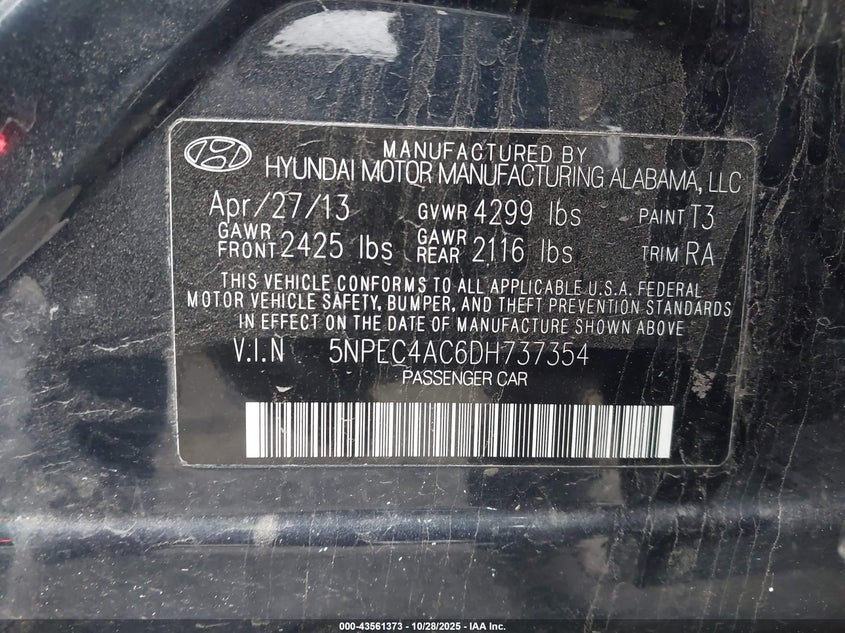 MANUFACTURED BY
HYUNDAI MOTOR MANUFACTURING ALABAMA, LLC
Apr/27/13 GVWR 4299 lbs PAINT T3
GAWR FRONT 2425 lbs GAWR REAR 2116 lbs TRIM RA
THIS VEHICLE CONFORMS TO ALL APPLICABLE U.S.A. FEDERAL
MOTOR VEHICLE SAFETY, BUMPER, AND THEFT PREVENTION STANDARDS
IN EFFECT ON THE DATE OF MANUFACTURE SHOWN ABOVE
V.I.N 5NPEC4AC6DH737354
PASSENGER CAR
000-43561373 - 10/28/2025 - IAA Inc.